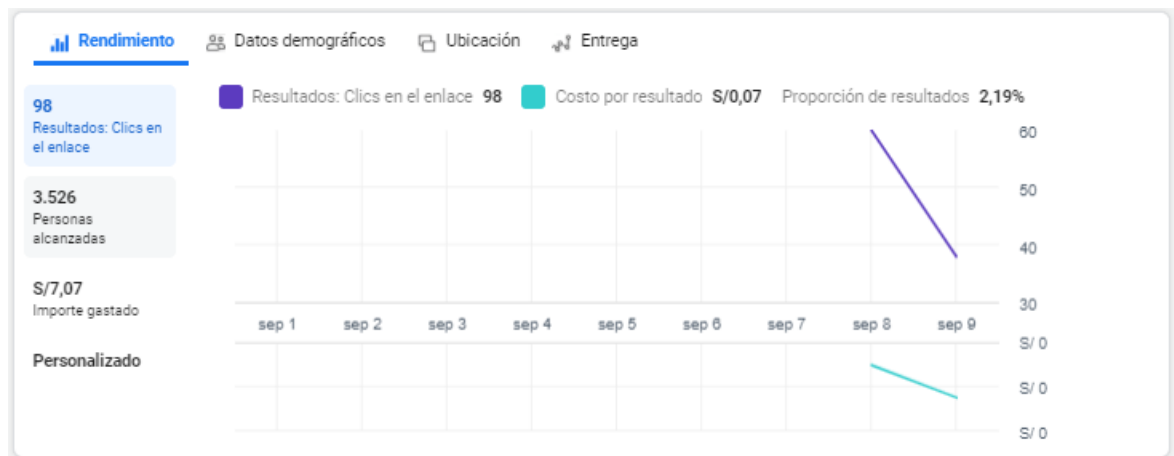 Rendimiento Datos demográficos Ubicación Entrega
98
Resultados: Clics en
el enlace
3.526
Personas
alcanzadas
S/7,07
Importe gastado
Personalizado
Resultados: Clics en el enlace 98 Costo por resultado S/0,07 Proporción de resultados 2,19%
60
50
40
30
sep 1 sep 2 sep 3 sep 4 sep 5 sep 6 sep 7 sep 8 sep 9
S/ 0
S/ 0
S/ 0